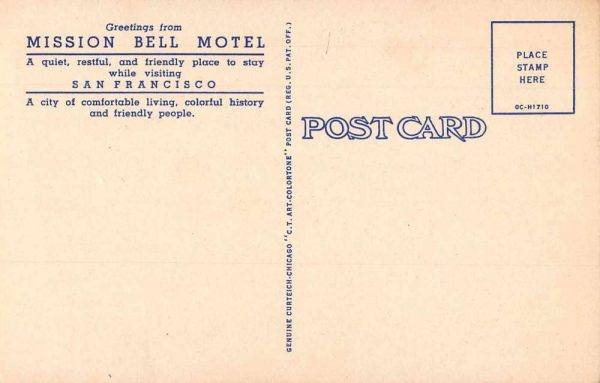 Greetings from
MISSION BELL MOTEL
A quiet, restful, and friendly place to stay
while visiting
SAN FRANCISCO
A city of comfortable living, colorful history
and friendly people.
GENUINE CURTEICH-CHICAGO "C.T. ART-COLORTONE" POST CARD (REG. U.S. PAT. OFF.)
POST CARD
PLACE
STAMP
HERE
OC-H1710